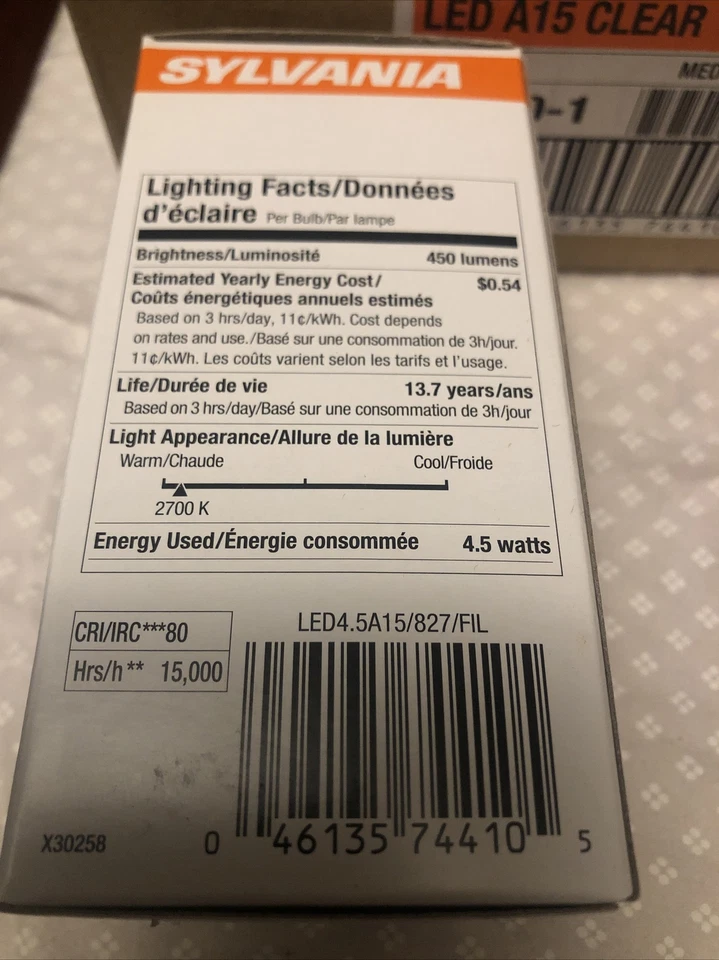 LED A15 CLEAR
MED
-1
SYLVANIA
Lighting Facts/Données
d'éclaire Per Bulb/Par lampe
Brightness/Luminosité 450 lumens
Estimated Yearly Energy Cost/ $0.54
Coûts énergétiques annuels estimés
Based on 3 hrs/day, 11¢/kWh. Cost depends
on rates and use./Basé sur une consommation de 3h/jour.
11¢/kWh. Les coûts varient selon les tarifs et l'usage.
Life/Durée de vie 13.7 years/ans
Based on 3 hrs/day/Basé sur une consommation de 3h/jour
Light Appearance/Allure de la lumière
Warm/Chaude Cool/Froide
2700 K
Energy Used/Énergie consommée 4.5 watts
CRI/IRC***80
Hrs/h** 15,000
LED4.5A15/827/FIL
X30258
0 46135 74410 5